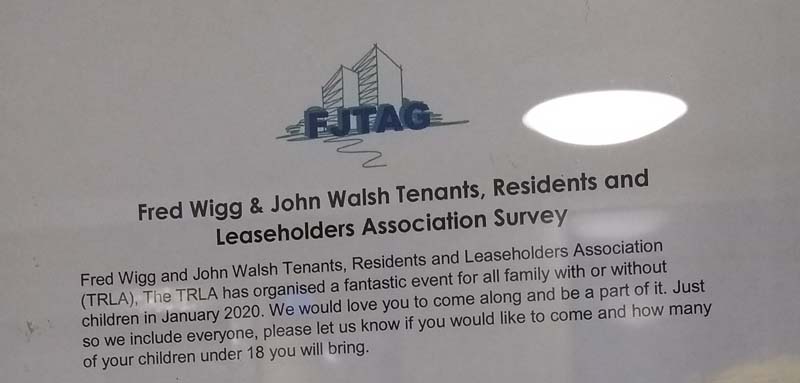 FJTAG
Fred Wigg & John Walsh Tenants, Residents and
Leaseholders Association Survey
Fred Wigg and John Walsh Tenants, Residents and Leaseholders Association
(TRLA), The TRLA has organised a fantastic event for all family with or without
children in January 2020. We would love you to come along and be a part of it. Just
so we include everyone, please let us know if you would like to come and how many
of your children under 18 you will bring.